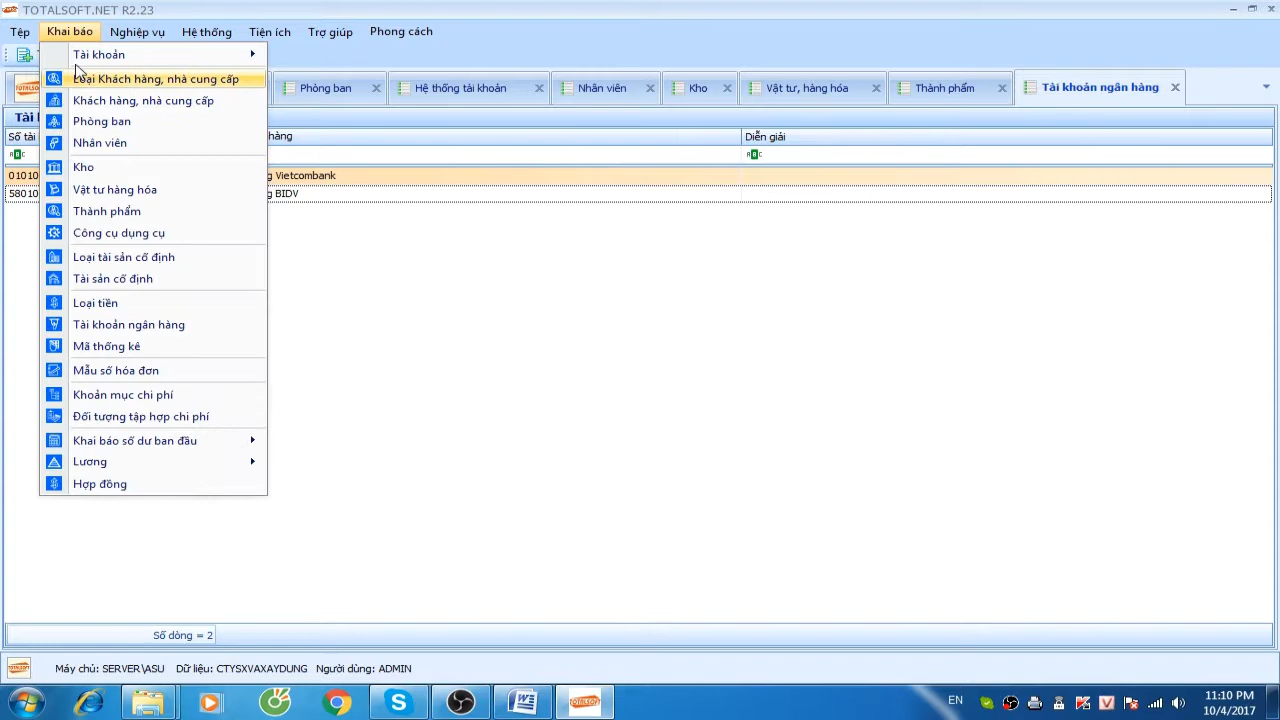 TOTALSOFT.NET R2.23
Tệp Khai báo Nghiệp vụ Hệ thống Tiện ích Trợ giúp Phong cách
Phòng ban Hệ thống tài khoản Nhân viên Kho Vật tư, hàng hóa Thành phẩm Tài khoản ngân hàng
Tài khoản
Loại Khách hàng, nhà cung cấp
Khách hàng, nhà cung cấp
Phòng ban
Nhân viên
Kho
Vật tư hàng hóa
Thành phẩm
Công cụ dụng cụ
Loại tài sản cố định
Tài sản cố định
Loại tiền
Tài khoản ngân hàng
Mã thống kê
Mẫu số hóa đơn
Khoản mục chi phí
Đối tượng tập hợp chi phí
Khai báo số dư ban đầu
Lương
Hợp đồng
Tài
Số tài hàng Diễn giải
01010 g Vietcombank
58010 g BIDV
Số dòng = 2
TOTALSOFT Máy chủ: SERVER\ASU Dữ liệu: CTYSXVAXAYDUNG Người dùng: ADMIN
EN 11:10 PM
10/4/2017